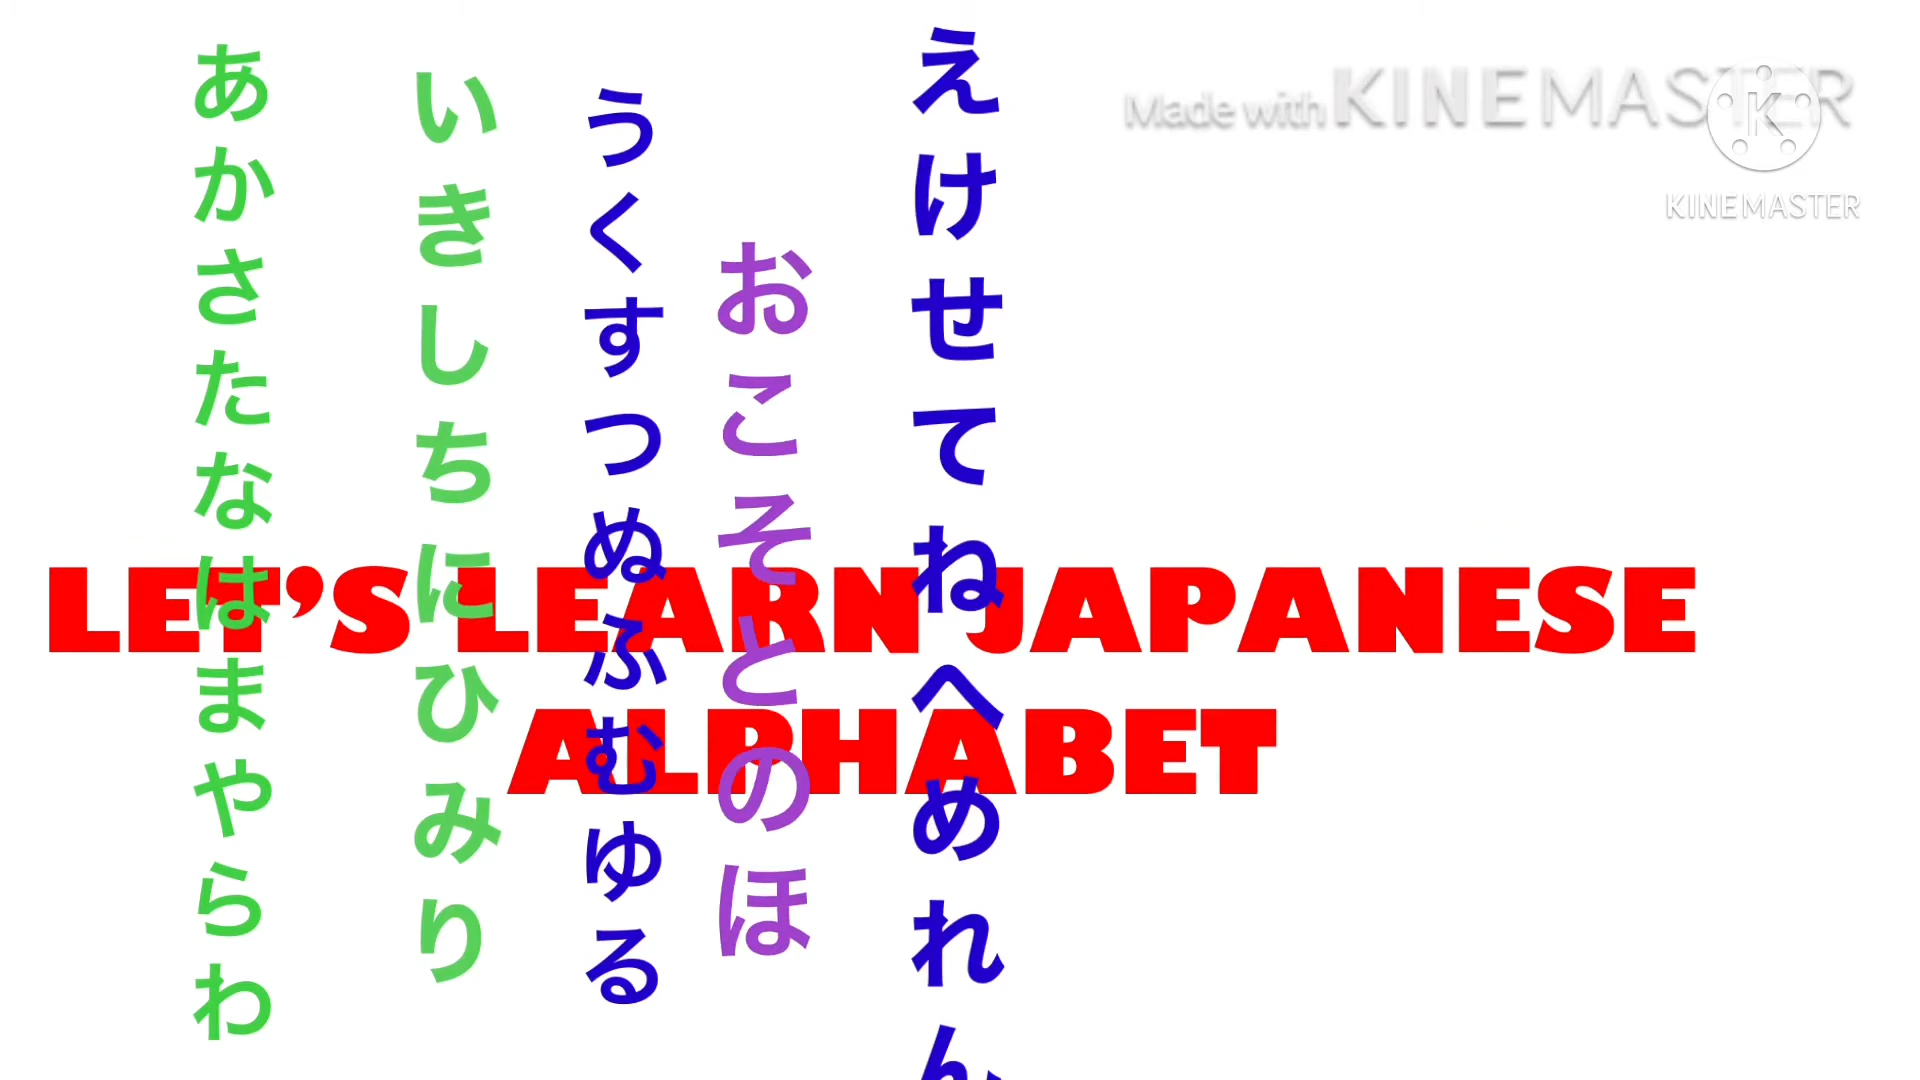 あかさたなはまやらわ
いきしちにひみり
うくすつぬふむゆる
おこそとのほ
えけせてねへめれん
Made with KINEMASTER
KINEMASTER
LET'S LEARN JAPANESE
ALPHABET